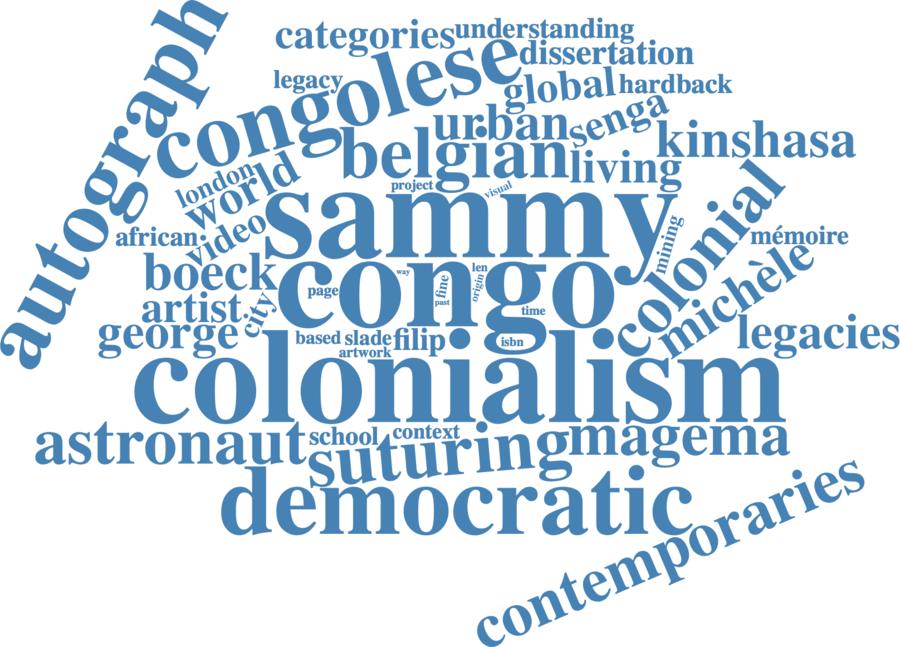 categories
understanding
dissertation
autograph
legacy
congolese
global
hardback
urban
senga
belgian
living
kinshasa
london
world
project
visual
sammy
colonial
african
video
mining
mémoire
boeck
congo
way
len
fine
past
origin
page
time
michèle
artist
city
george
based
slade
filip
isbn
artwork
legacies
colonialism
astronaut
school
context
suturing
magema
democratic
contemporaries